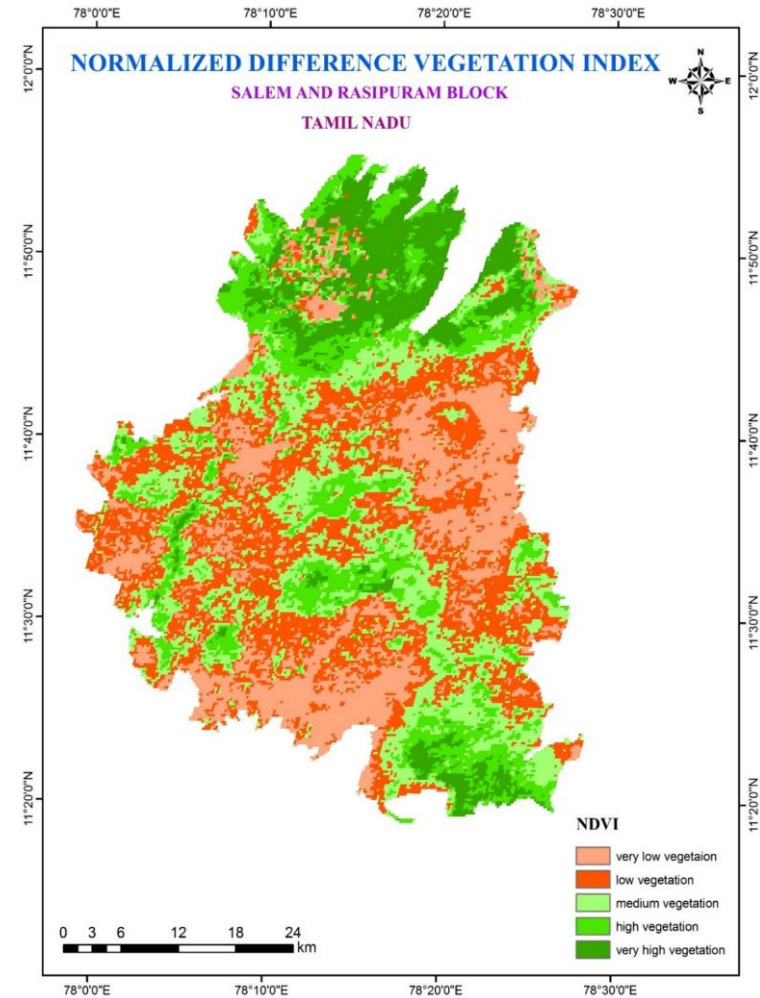 78°0'0"E 78°10'0"E 78°20'0"E 78°30'0"E
NORMALIZED DIFFERENCE VEGETATION INDEX
SALEM AND RASIPURAM BLOCK
TAMIL NADU
N
W E
S
12°0'0"N 12°0'0"N
11°50'0"N 11°50'0"N
11°40'0"N 11°40'0"N
11°30'0"N 11°30'0"N
11°20'0"N 11°20'0"N
NDVI
very low vegetaion
low vegetation
medium vegetation
high vegetation
very high vegetation
0 3 6 12 18 24
km
78°0'0"E 78°10'0"E 78°20'0"E 78°30'0"E